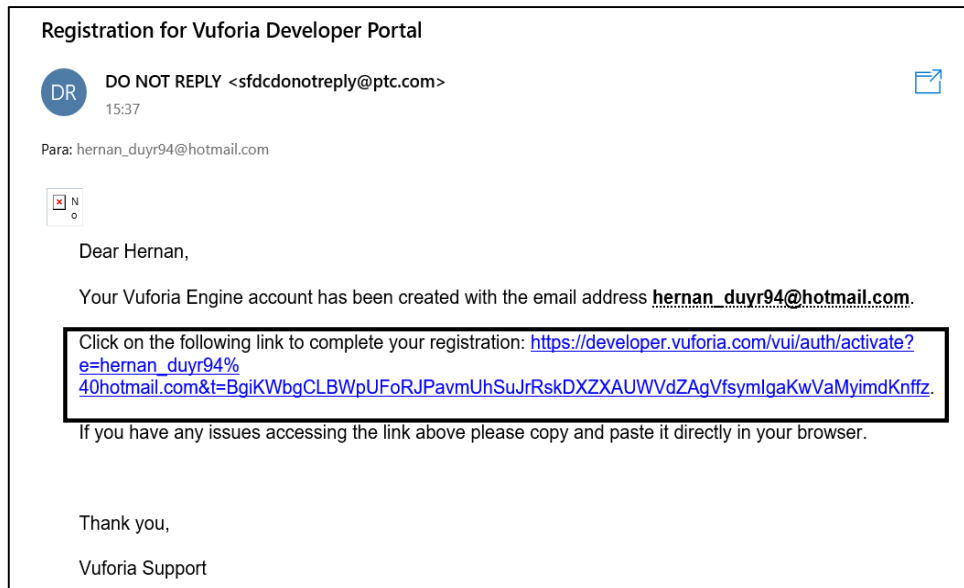 Registration for Vuforia Developer Portal
DR
DO NOT REPLY <sfdcdonotreply@ptc.com>
15:37
Para: hernan_duyr94@hotmail.com
N
o
Dear Hernan,
Your Vuforia Engine account has been created with the email address hernan_duyr94@hotmail.com.
Click on the following link to complete your registration: https://developer.vuforia.com/vui/auth/activate?
e=hernan_duyr94%
40hotmail.com&t=BgiKWbgCLBWpUFoRJPavmUhSuJrRskDXZXAUWVdZAgVfsymIgaKwVaMyimdKnffz.
If you have any issues accessing the link above please copy and paste it directly in your browser.
Thank you,
Vuforia Support